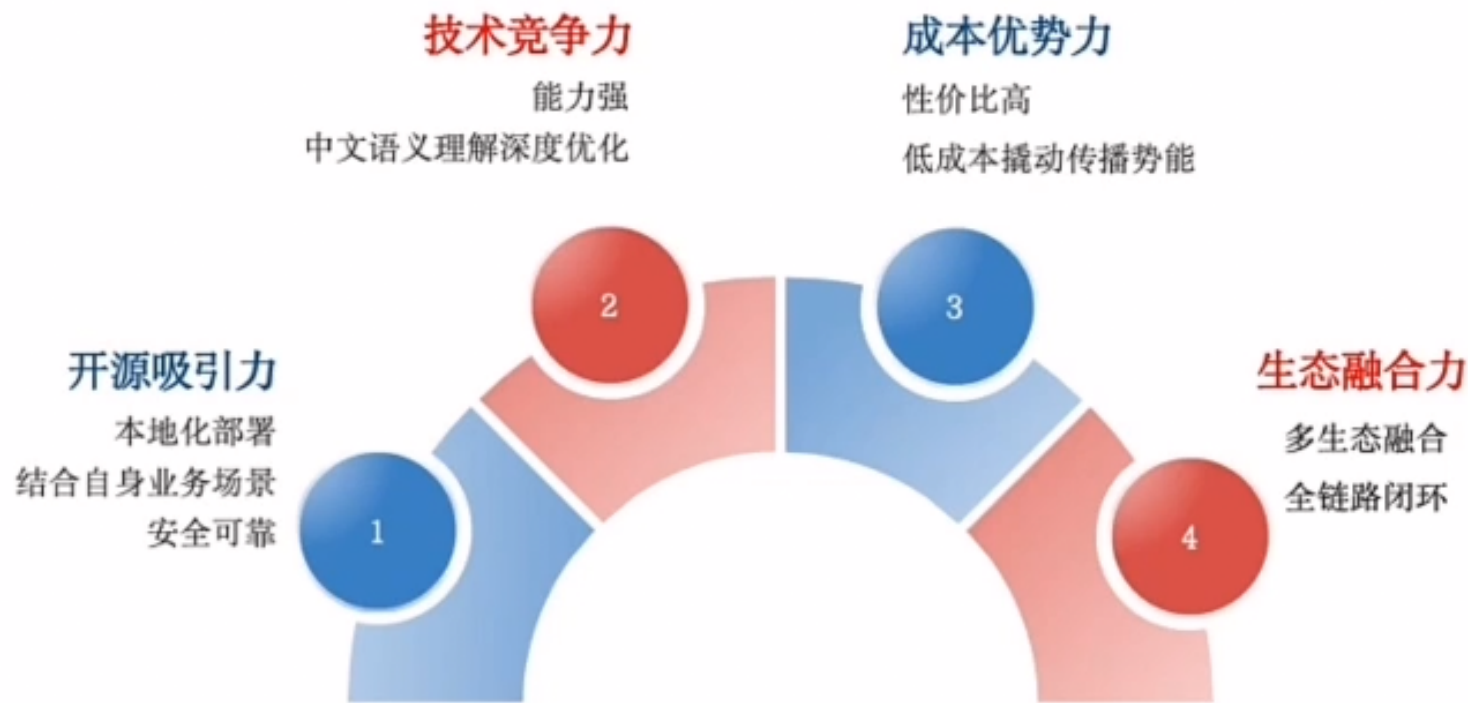 开源吸引力
本地化部署
结合自身业务场景
安全可靠
1
技术竞争力
能力强
中文语义理解深度优化
2
成本优势力
性价比高
低成本撬动传播势能
3
生态融合力
多生态融合
全链路闭环
4